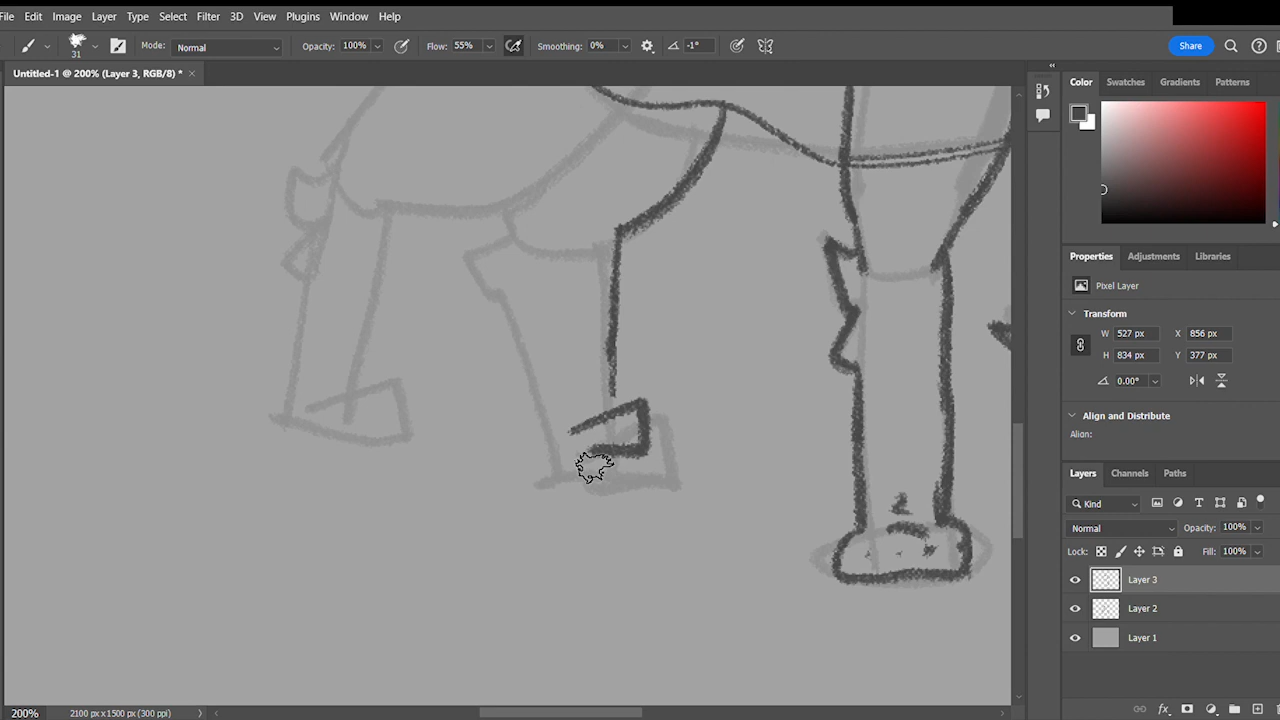 File Edit Image Layer Type Select Filter 3D View Plugins Window Help
31 Mode: Normal Opacity: 100% Flow: 55% Smoothing: 0% -1° Share
Untitled-1 @ 200% (Layer 3, RGB/8) * ×
Color Swatches Gradients Patterns
Properties Adjustments Libraries
Pixel Layer
Transform
W 527 px X 856 px
H 834 px Y 377 px
0.00°
Align and Distribute
Align:
Layers Channels Paths
Kind
Normal Opacity: 100%
Lock: Fill: 100%
Layer 3
Layer 2
Layer 1
fx
200% 2100 px x 1500 px (300 ppi)